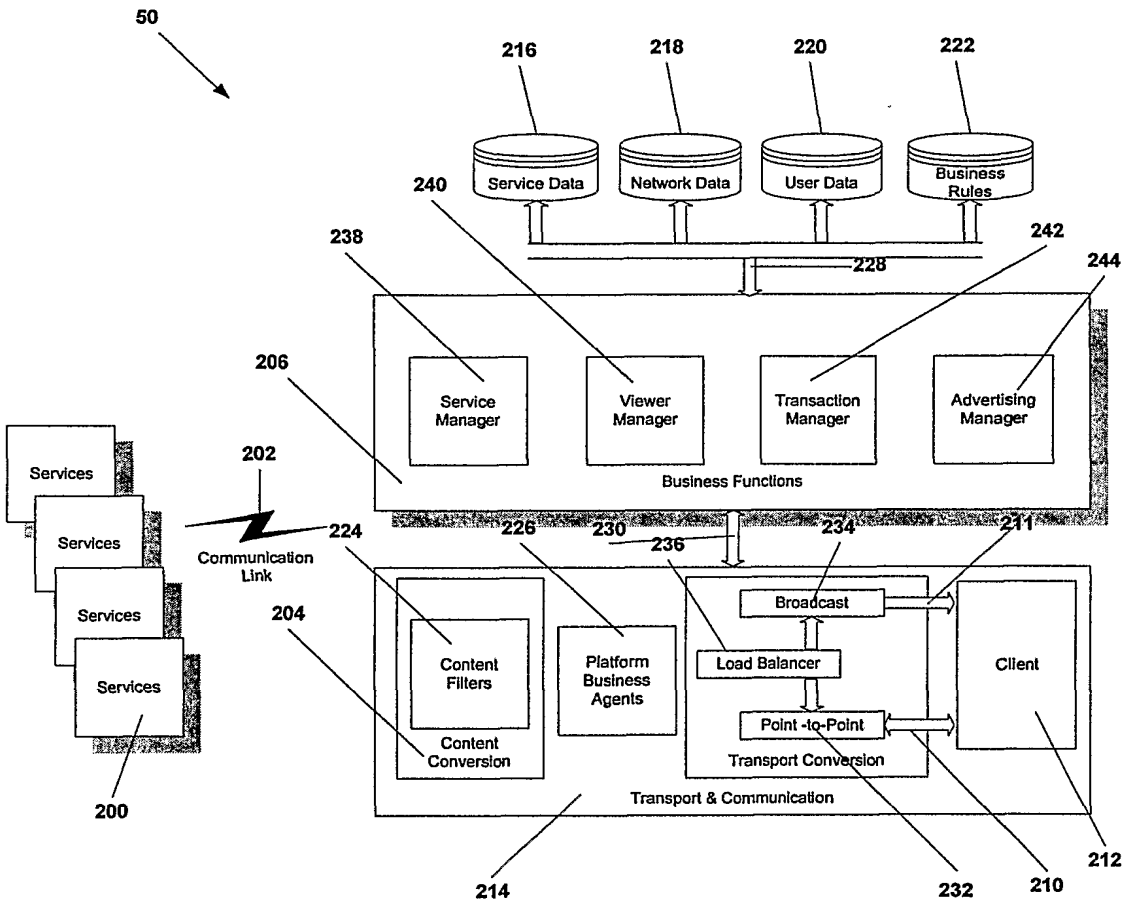 50
216
218
220
222
Service Data
Network Data
User Data
Business
Rules
240
238
242
228
244
206
Service
Manager
Viewer
Manager
Transaction
Manager
Advertising
Manager
Business Functions
Services
Services
Services
Services
202
Communication
Link
224
226
230
236
234
211
204
Content
Filters
Content
Conversion
Platform
Business
Agents
Broadcast
Load Balancer
Point -to-Point
Transport Conversion
Client
Transport & Communication
200
214
232
210
212